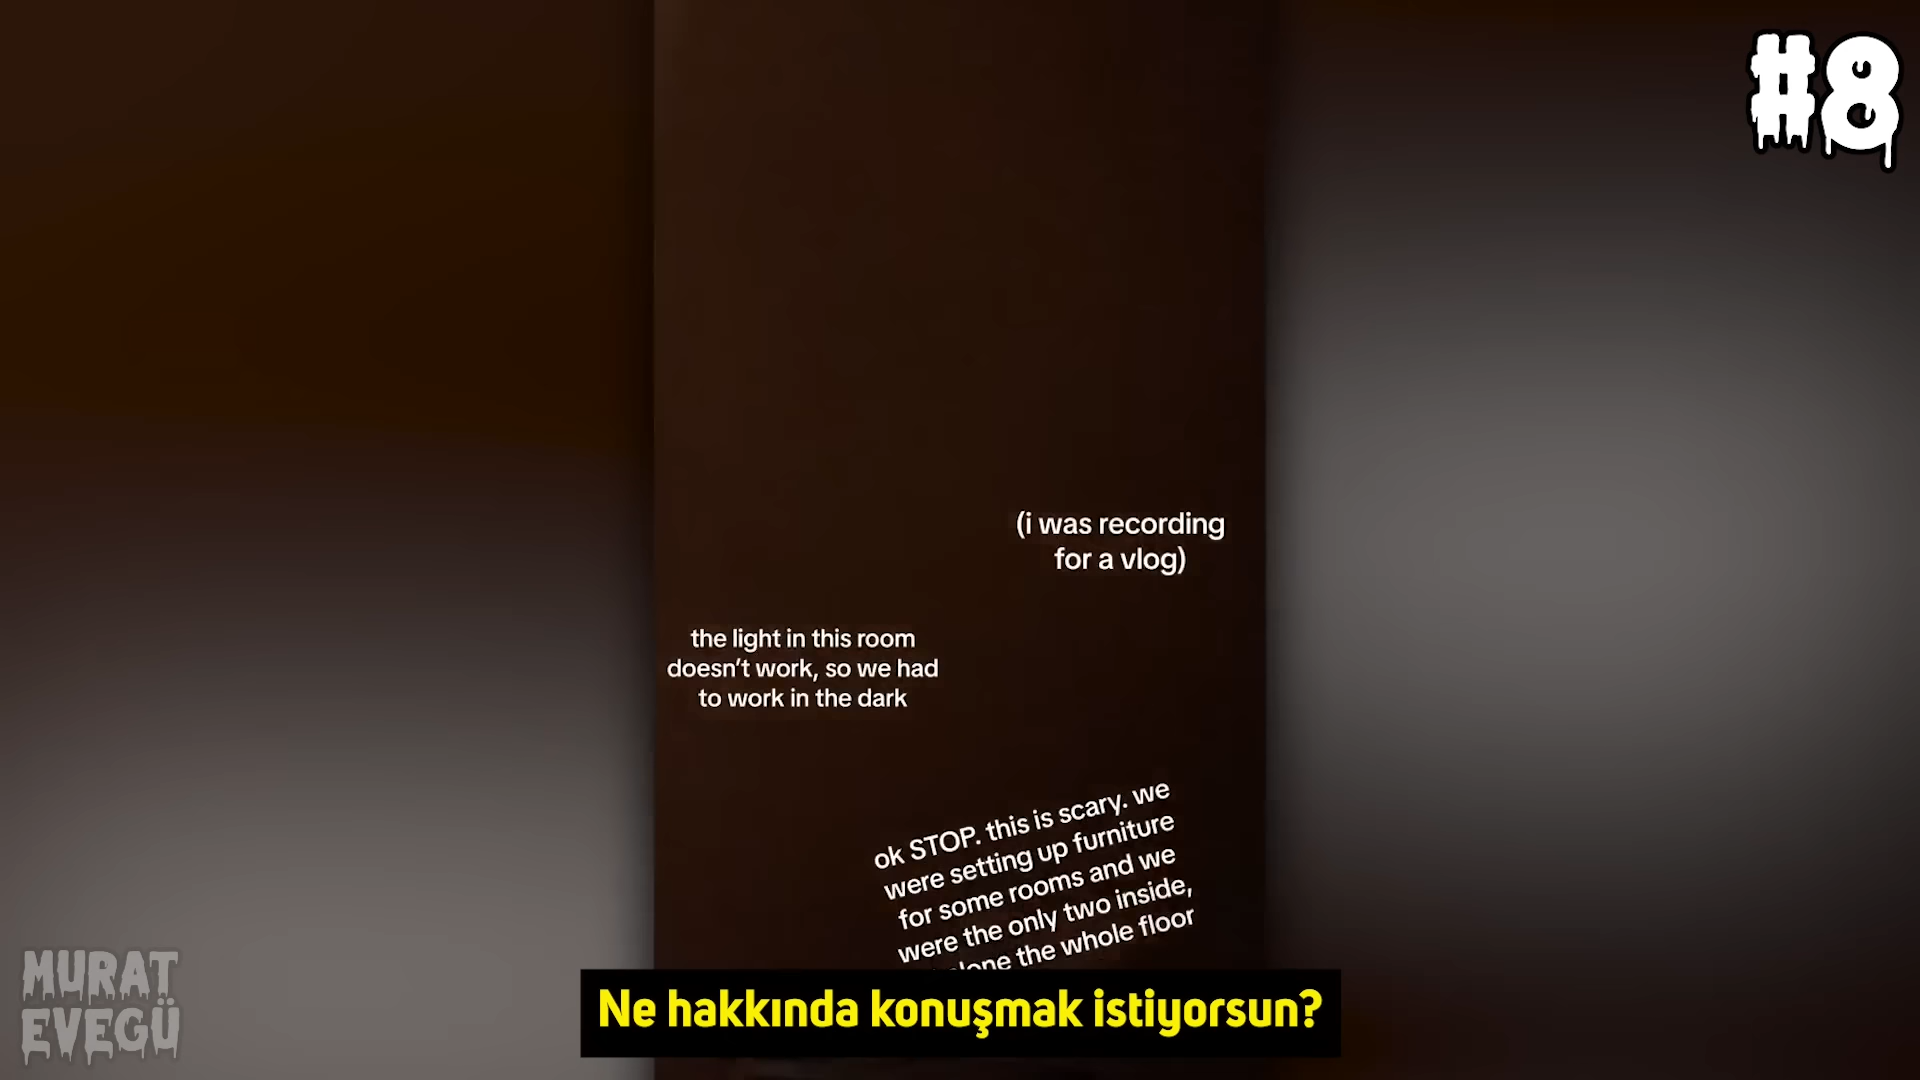 #8
(i was recording
for a vlog)
the light in this room
doesn’t work, so we had
to work in the dark
ok STOP. this is scary. we
were setting up furniture
for some rooms and we
were the only two inside,
the whole floor
Ne hakkında konuşmak istiyorsun?
MURAT
EVEGÜ